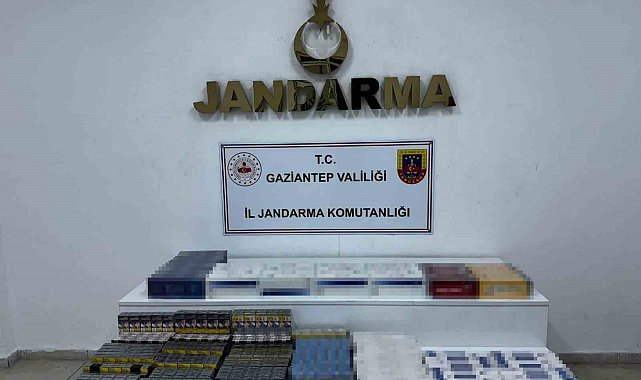 JANDARMA
T.C.
GAZİANTEP VALİLİĞİ
İL JANDARMA KOMUTANLIĞI